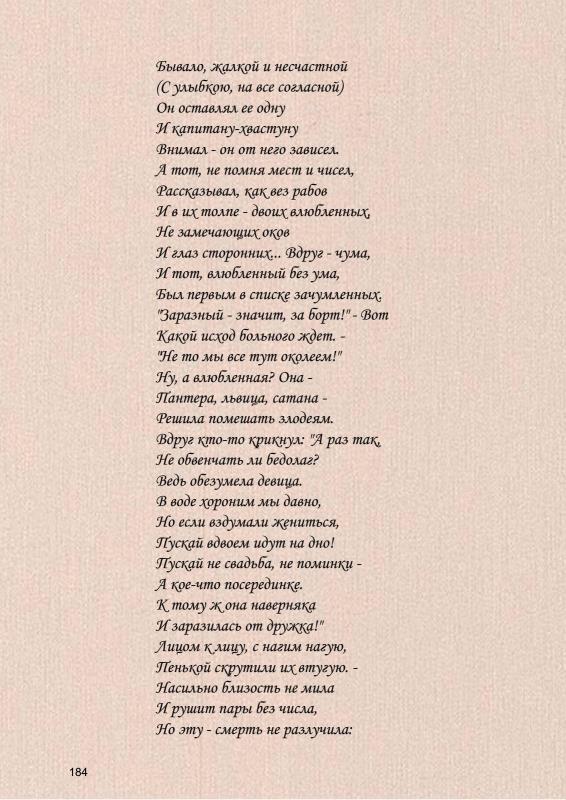 Бывало, жалкой и несчастной
(С улыбкою, на все согласной)
Он оставлял ее одну
И капитану-хвастуну
Внимал - он от него зависел.
А тот, не помня мест и чисел,
Рассказывал, как вез рабов
И в их толпе - двоих влюбленных,
Не замечающих оков
И глаз сторонних... Вдруг - чума,
И тот, влюбленный без ума,
Был первым в списке зачумленных.
"Заразный - значит, за борт!" - Вот
Какой исход больного ждет. -
"Не то мы все тут околеем!"
Ну, а влюбленная? Она -
Пантера, львица, сатана -
Решила помешать злодеям.
Вдруг кто-то крикнул: "А раз так,
Не обвенчать ли бедолаг?
Ведь обезумела девица.
В воде хороним мы давно,
Но если вздумали жениться,
Пускай вдвоем идут на дно!
Пускай не свадьба, не поминки -
А кое-что посерединке.
К тому ж она наверняка
И заразилась от дружка!"
Лицом к лицу, с нагим нагую,
Пенькой скрутили их втугую. -
Насильно близость не мила
И рушит пары без числа,
Но эту - смерть не разлучила:
184